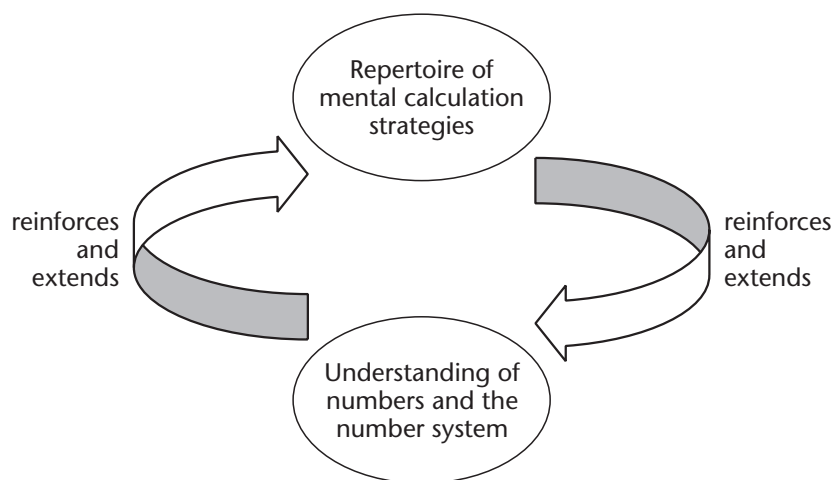 Repertoire of
mental calculation
strategies
reinforces
and
extends
reinforces
and
extends
Understanding of
numbers and the
number system